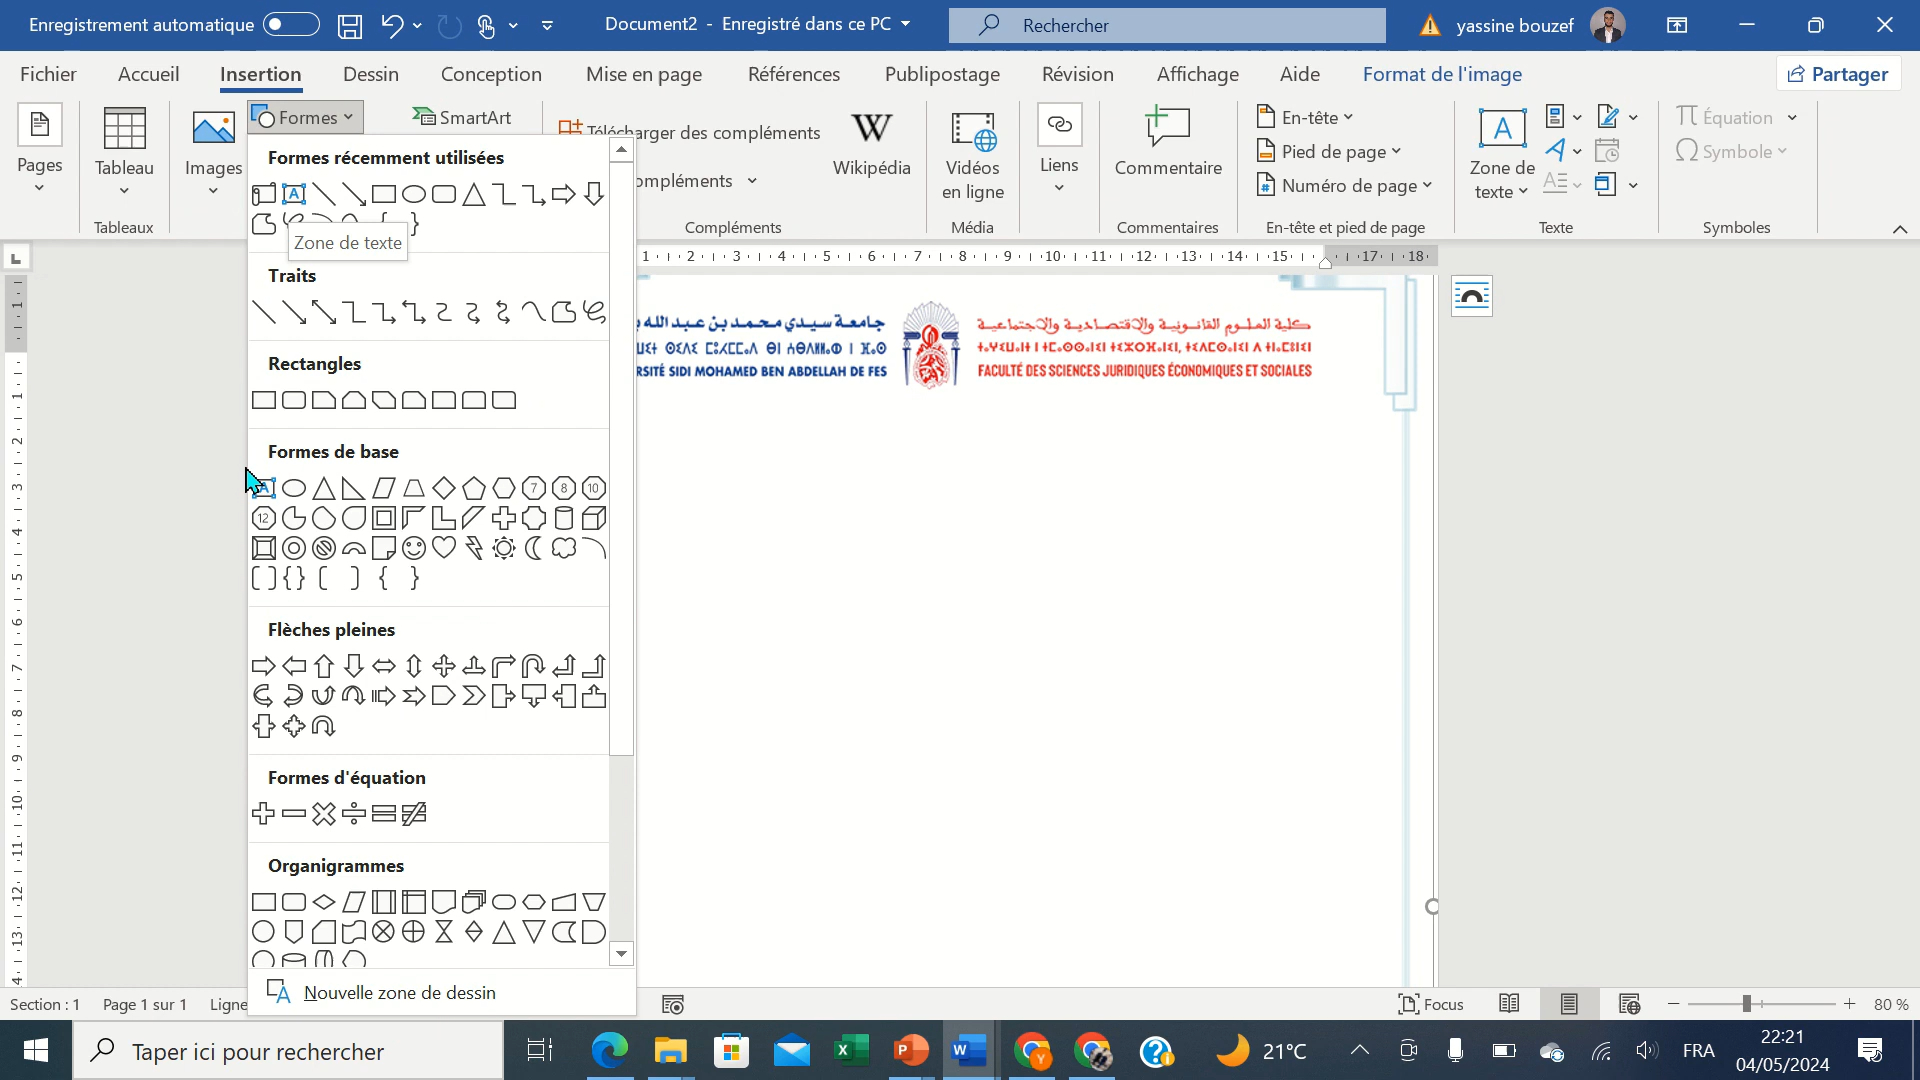 Enregistrement automatique
Document2 - Enregistré dans ce PC
Rechercher
yassine bouzef
Fichier
Accueil
Insertion
Dessin
Conception
Mise en page
Références
Publipostage
Révision
Affichage
Aide
Format de l'image
Partager
Pages
Tableau
Images
Formes
SmartArt
Télécharger des compléments
ompléments
Wikipédia
Vidéos
en ligne
Liens
Commentaire
En-tête
Pied de page
Numéro de page
Zone de
texte
Équation
Symbole
Tableaux
Compléments
Média
Commentaires
En-tête et pied de page
Texte
Symboles
Formes récemment utilisées
Zone de texte
Traits
Rectangles
Formes de base
Flèches pleines
Formes d'équation
Organigrammes
Nouvelle zone de dessin
جامعة سيدي محمد بن عبد الله ب
كلية العلوم القانونية والاقتصادية والاجتماعية
RSITÉ SIDI MOHAMED BEN ABDELLAH DE FES
FACULTÉ DES SCIENCES JURIDIQUES ÉCONOMIQUES ET SOCIALES
Section : 1
Page 1 sur 1
Ligne
Focus
80 %
Taper ici pour rechercher
21°C
FRA
22:21
04/05/2024